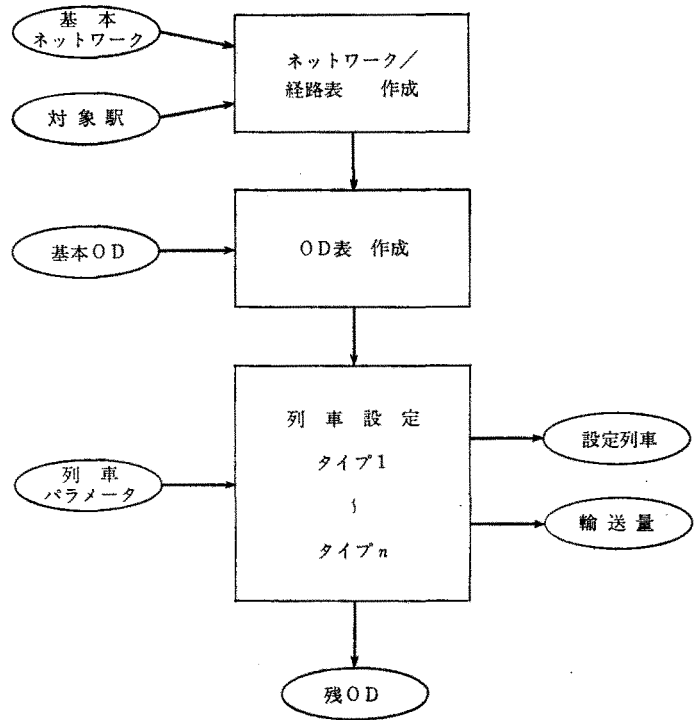 基本
ネットワーク
ネットワーク／
経路表 作成
対象駅
基本OD
OD表 作成
列車設定
タイプ1
〜
タイプn
列車
パラメータ
設定列車
輸送量
残OD